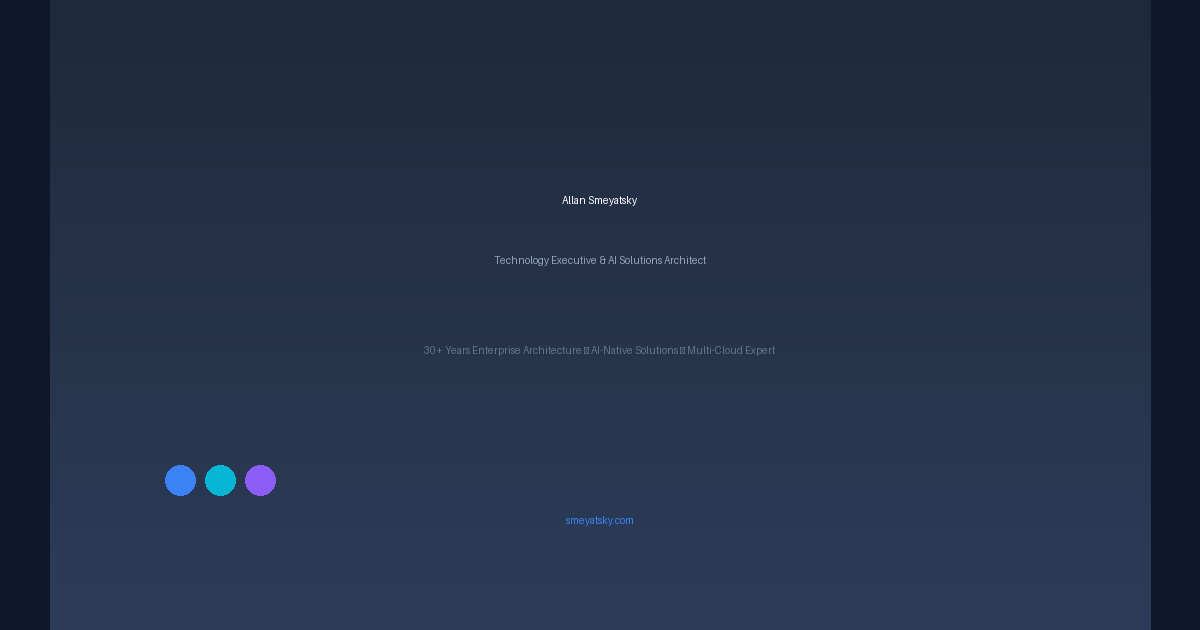 Allan Smeyatsky
Technology Executive & AI Solutions Architect
30+ Years Enterprise Architecture ▯ AI-Native Solutions ▯ Multi-Cloud Expert
smeyatsky.com